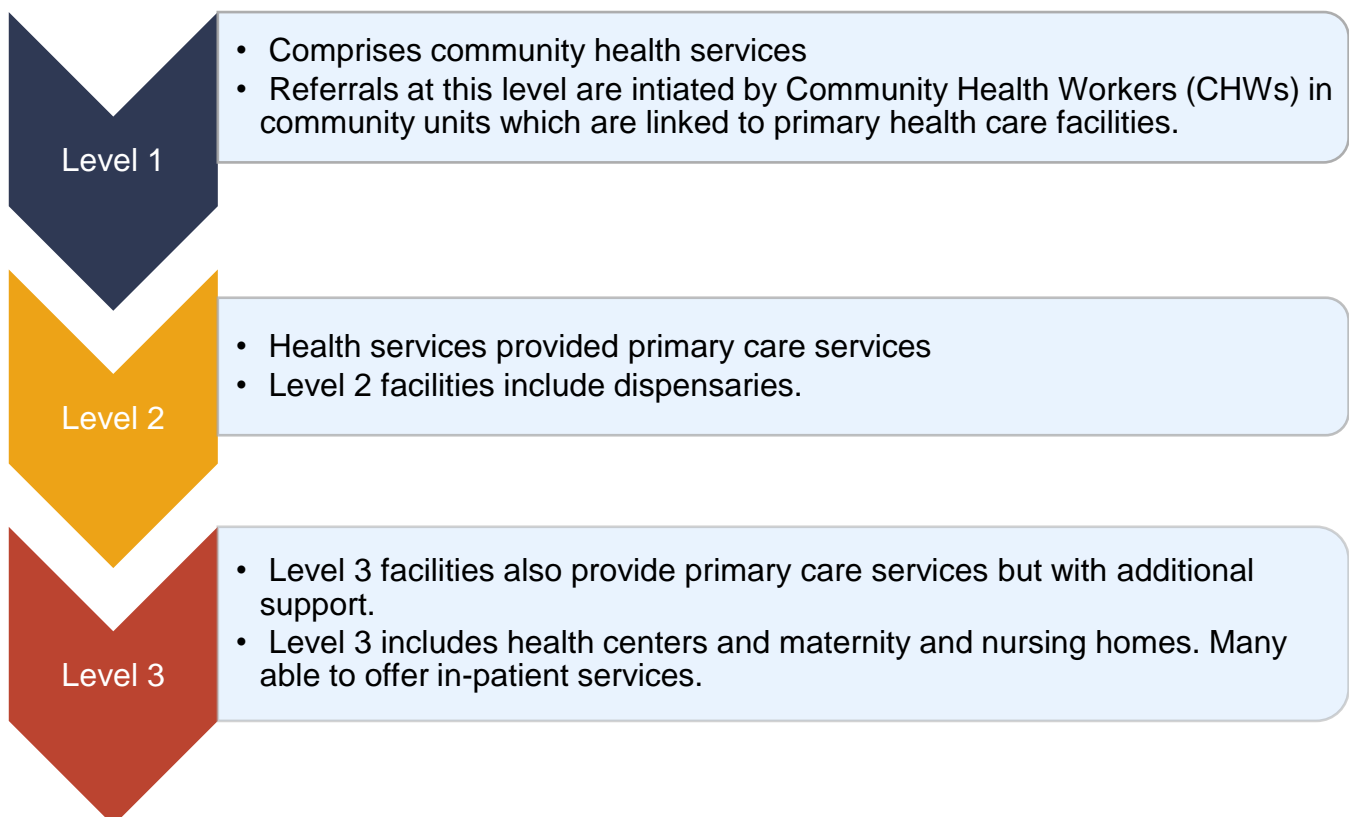 • Comprises community health services
• Referrals at this level are intiated by Community Health Workers (CHWs) in
community units which are linked to primary health care facilities.
Level 1
• Health services provided primary care services
• Level 2 facilities include dispensaries.
Level 2
• Level 3 facilities also provide primary care services but with additional
support.
• Level 3 includes health centers and maternity and nursing homes. Many
able to offer in-patient services.
Level 3